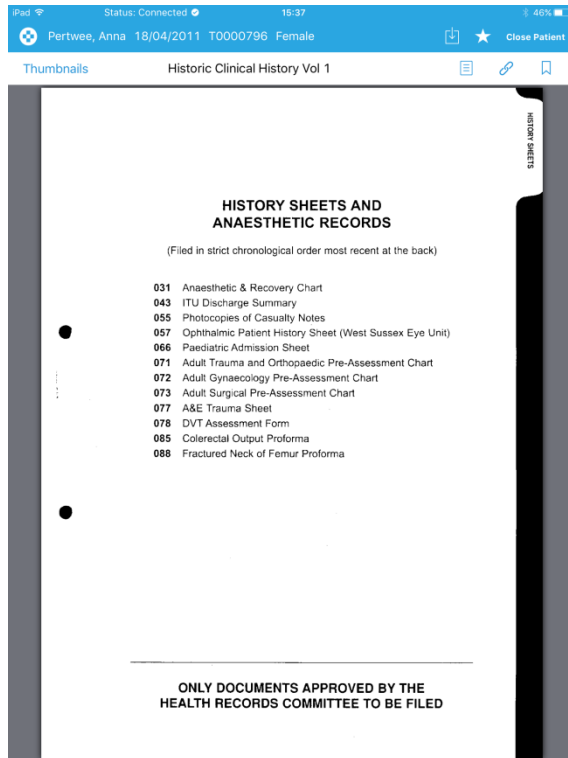 iPad Status: Connected 15:37 46%
Pertwee, Anna 18/04/2011 T0000796 Female Close Patient
Thumbnails Historic Clinical History Vol 1
HISTORY SHEETS
HISTORY SHEETS AND
ANAESTHETIC RECORDS
(Filed in strict chronological order most recent at the back)
031 Anaesthetic & Recovery Chart
043 ITU Discharge Summary
055 Photocopies of Casualty Notes
057 Ophthalmic Patient History Sheet (West Sussex Eye Unit)
066 Paediatric Admission Sheet
071 Adult Trauma and Orthopaedic Pre-Assessment Chart
072 Adult Gynaecology Pre-Assessment Chart
073 Adult Surgical Pre-Assessment Chart
077 A&E Trauma Sheet
078 DVT Assessment Form
085 Colerectal Output Proforma
088 Fractured Neck of Femur Proforma
ONLY DOCUMENTS APPROVED BY THE
HEALTH RECORDS COMMITTEE TO BE FILED